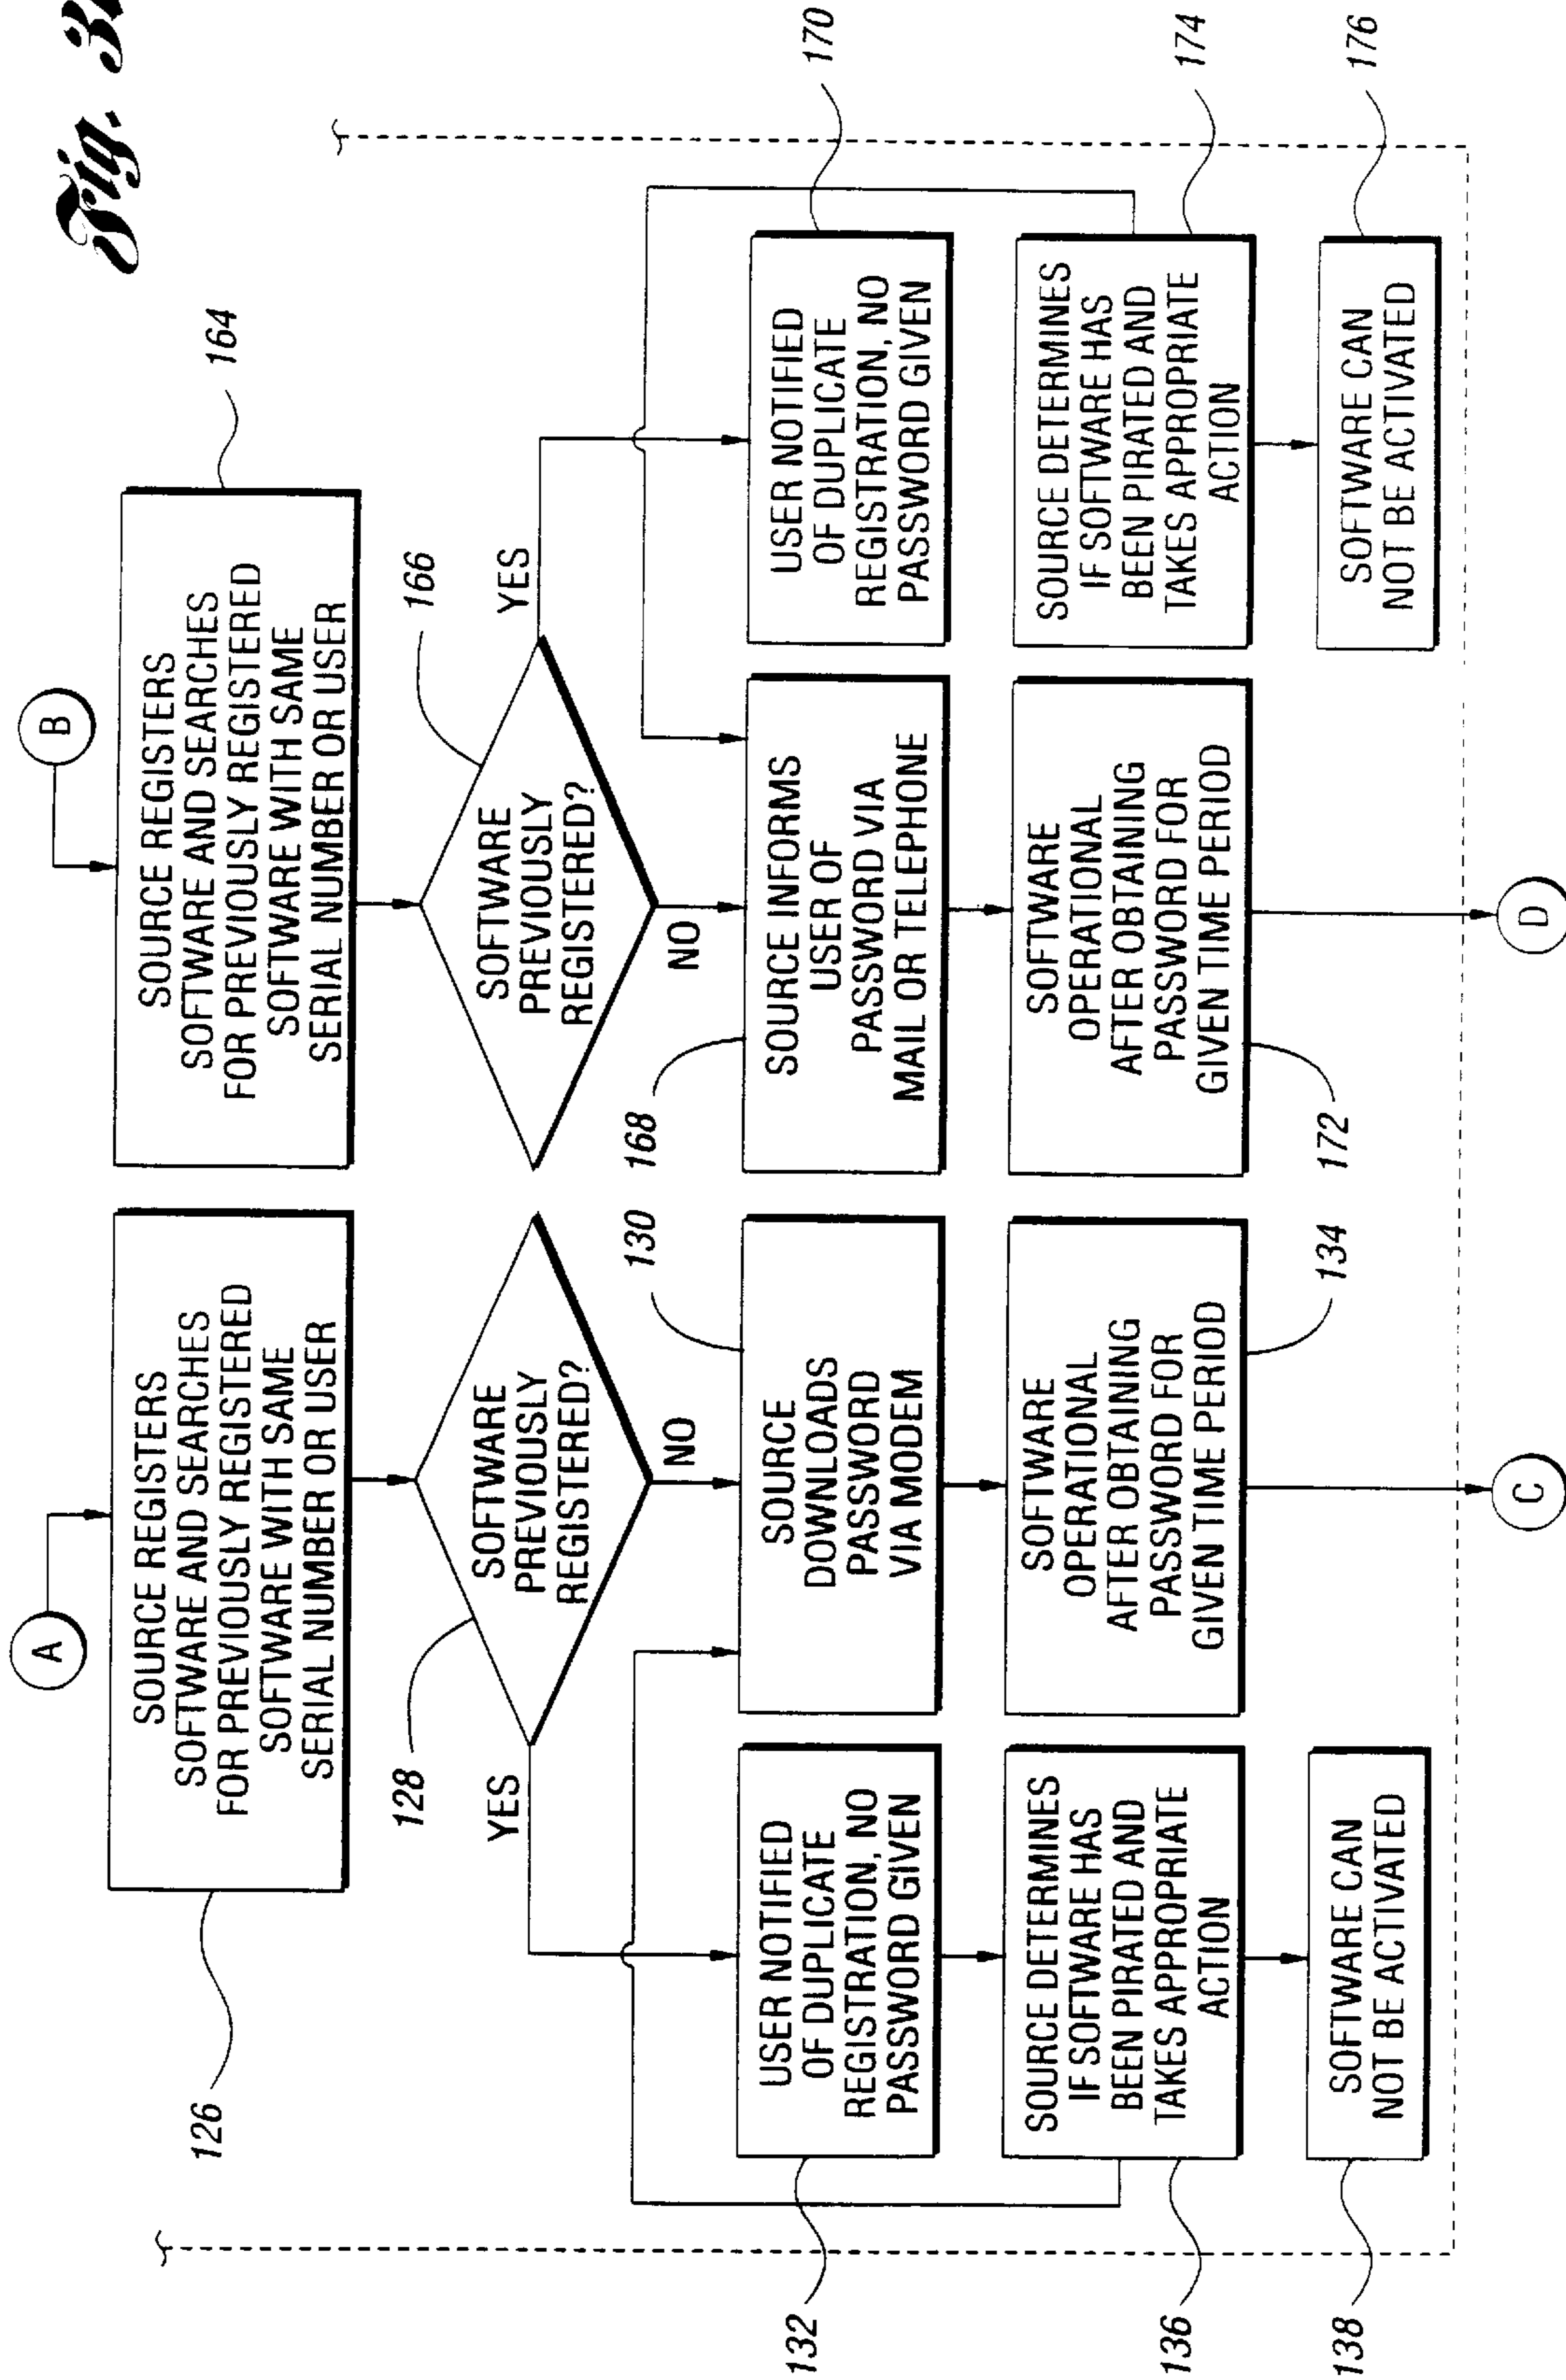 Fig.
A
B
SOURCE REGISTERS
SOFTWARE AND SEARCHES
FOR PREVIOUSLY REGISTERED
SOFTWARE WITH SAME
SERIAL NUMBER OR USER
126
SOURCE REGISTERS
SOFTWARE AND SEARCHES
FOR PREVIOUSLY REGISTERED
SOFTWARE WITH SAME
SERIAL NUMBER OR USER
164
128
SOFTWARE
PREVIOUSLY
REGISTERED?
YES
NO
166
SOFTWARE
PREVIOUSLY
REGISTERED?
YES
NO
132
USER NOTIFIED
OF DUPLICATE
REGISTRATION, NO
PASSWORD GIVEN
130
SOURCE
DOWNLOADS
PASSWORD
VIA MODEM
168
SOURCE INFORMS
USER OF
PASSWORD VIA
MAIL OR TELEPHONE
170
USER NOTIFIED
OF DUPLICATE
REGISTRATION, NO
PASSWORD GIVEN
136
SOURCE DETERMINES
IF SOFTWARE HAS
BEEN PIRATED AND
TAKES APPROPRIATE
ACTION
134
SOFTWARE
OPERATIONAL
AFTER OBTAINING
PASSWORD FOR
GIVEN TIME PERIOD
172
SOFTWARE
OPERATIONAL
AFTER OBTAINING
PASSWORD FOR
GIVEN TIME PERIOD
174
SOURCE DETERMINES
IF SOFTWARE HAS
BEEN PIRATED AND
TAKES APPROPRIATE
ACTION
138
SOFTWARE CAN
NOT BE ACTIVATED
176
SOFTWARE CAN
NOT BE ACTIVATED
C
D